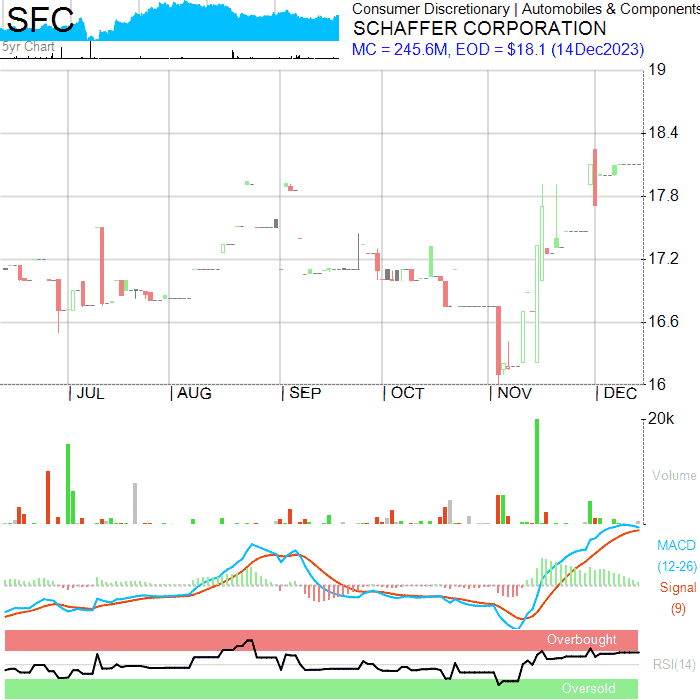 SFC
5yr Chart
Consumer Discretionary | Automobiles & Components
SCHAFFER CORPORATION
MC = 245.6M, EOD = $18.1 (14Dec2023)
19
18.4
17.8
17.2
16.6
16
JUL AUG SEP OCT NOV DEC
20k
Volume
MACD
(12-26)
Signal
(9)
Overbought
RSI(14)
Oversold